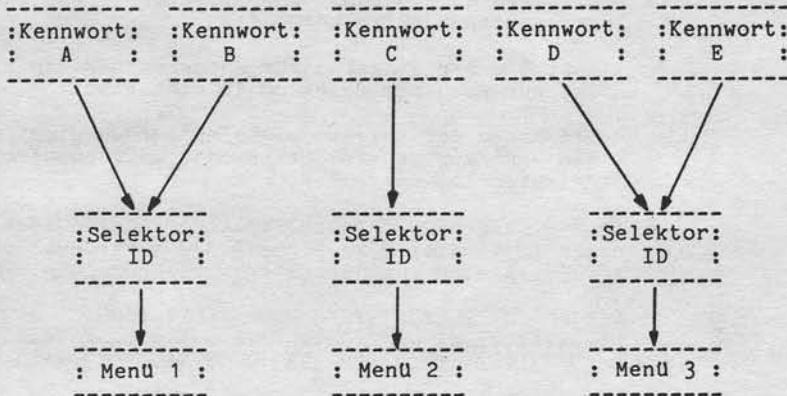 :Kennwort: :Kennwort: :Kennwort: :Kennwort: :Kennwort:
: A : : B : : C : : D : : E :
:Selektor: :Selektor: :Selektor:
: ID : : ID : : ID :
: Menü 1 : : Menü 2 : : Menü 3 :